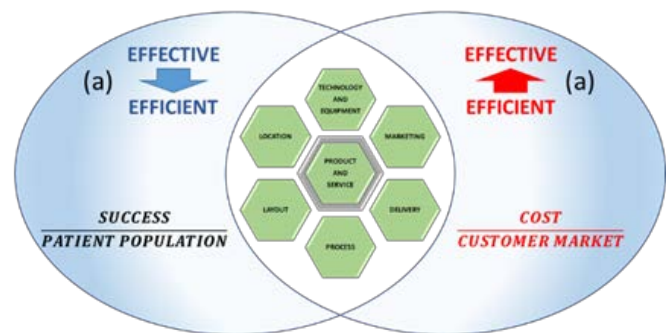 EFFECTIVE
(a)
EFFICIENT
SUCCESS
PATIENT POPULATION
TECHNOLOGY
AND
EQUIPMENT
LOCATION
MARKETING
PRODUCT
AND
SERVICE
LAYOUT
DELIVERY
PROCESS
EFFECTIVE
(a)
EFFICIENT
COST
CUSTOMER MARKET